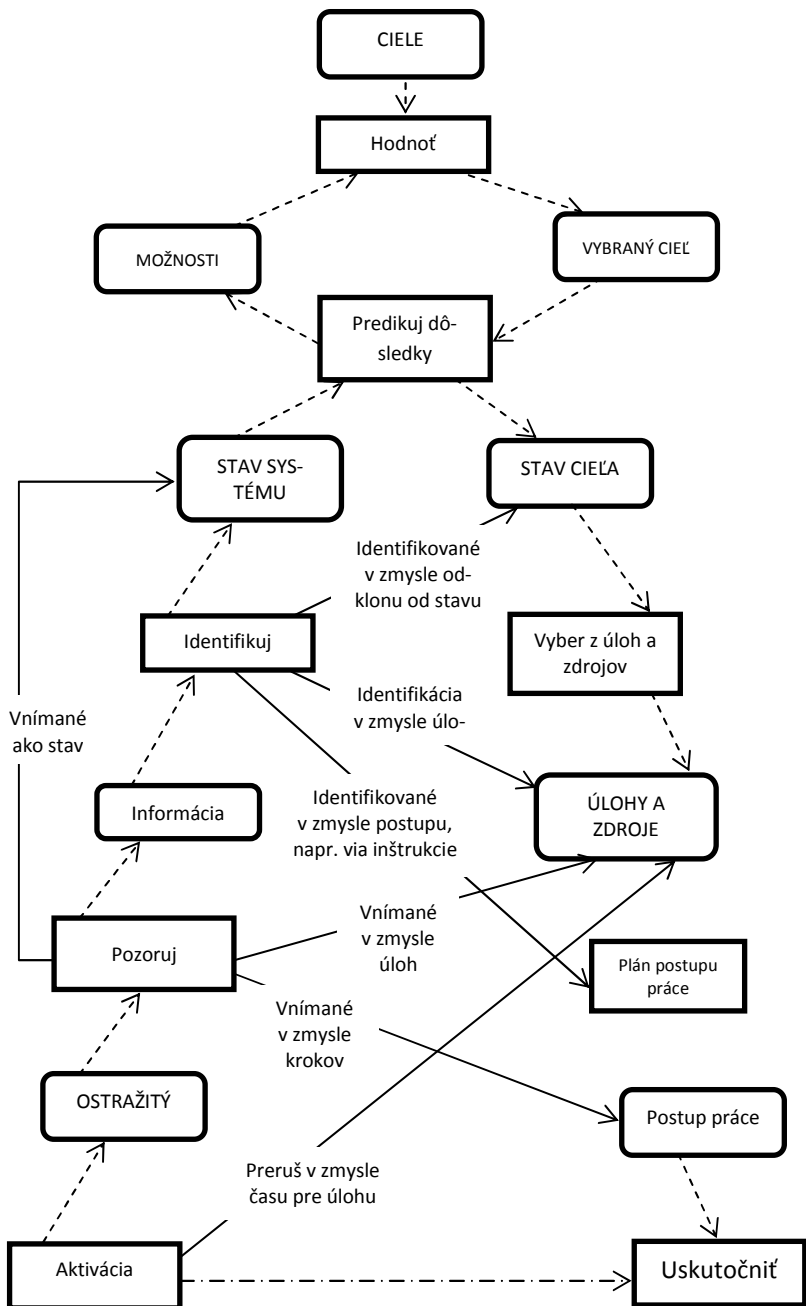 CIELE
Hodnoť
MOŽNOSTI
VYBRANÝ CIEĽ
Predikuj dô-
sledky
STAV SYS-
TÉMU
STAV CIEĽA
Identifikované
v zmysle od-
klonu od stavu
Identifikuj
Vyber z úloh a
zdrojov
Vnímané
ako stav
Identifikácia
v zmysle úlo-
Informácia
Identifikované
v zmysle postupu,
napr. via inštrukcie
ÚLOHY A
ZDROJE
Pozoruj
Vnímané
v zmysle
úloh
Plán postupu
práce
Vnímané
v zmysle
krokov
OSTRAŽITÝ
Postup práce
Preruš v zmysle
času pre úlohu
Aktivácia
Uskutočniť